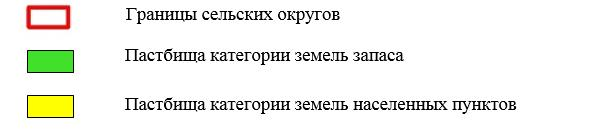 Границы сельских округов
Пастбища категории земель запаса
Пастбища категории земель населенных пунктов